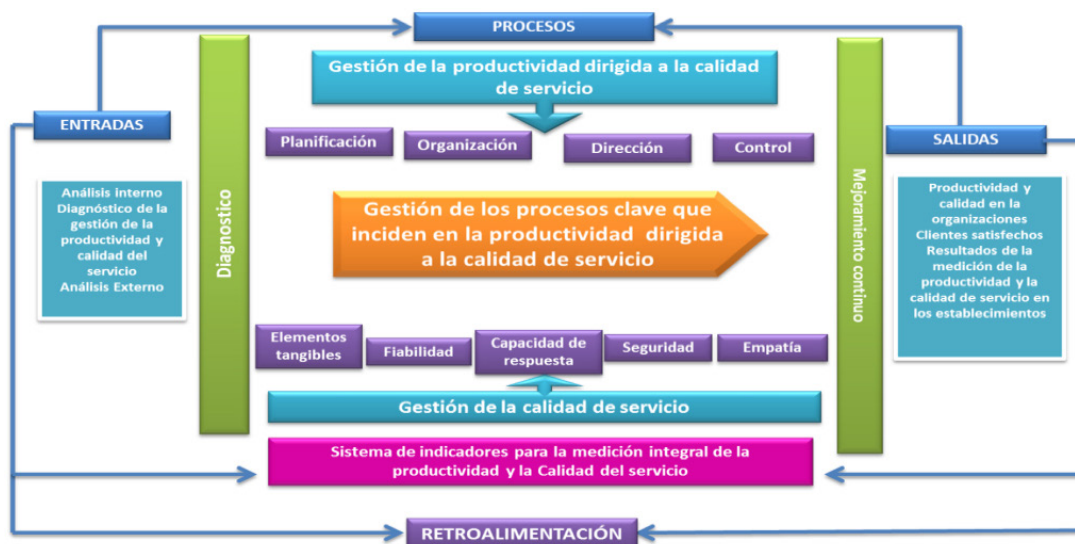 PROCESOS
Gestión de la productividad dirigida a la calidad
de servicio
ENTRADAS
Planificación
Organización
Dirección
Control
SALIDAS
Análisis interno
Diagnóstico de la
gestión de la
productividad y
calidad del
servicio
Análisis Externo
Diagnostico
Gestión de los procesos clave que
inciden en la productividad dirigida
a la calidad de servicio
Mejoramiento continuo
Productividad y
calidad en la
organizaciones
Clientes satisfechos
Resultados de la
medición de la
productividad y la
calidad de servicio en
los establecimientos
Elementos
tangibles
Fiabilidad
Capacidad de
respuesta
Seguridad
Empatía
Gestión de la calidad de servicio
Sistema de indicadores para la medición integral de la
productividad y la Calidad del servicio
RETROALIMENTACIÓN